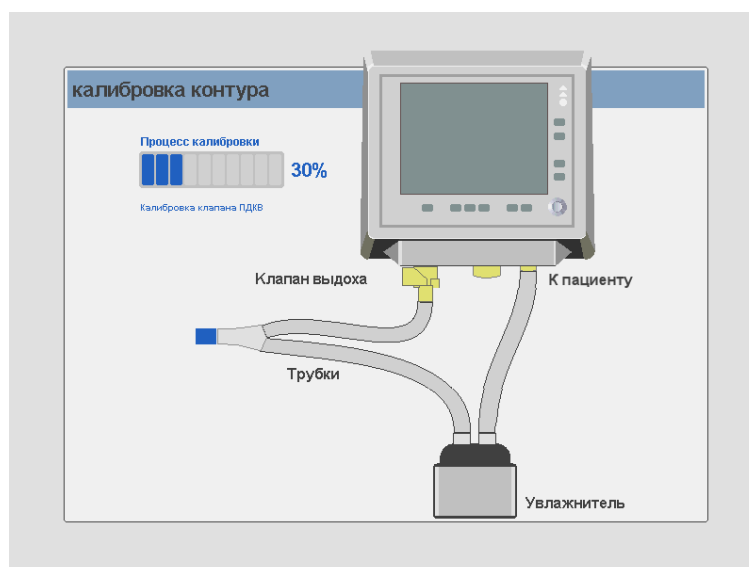 калибровка контура
Процесс калибровки
30%
Калибровка клапана ПДКВ
Клапан выдоха
К пациенту
Трубки
Увлажнитель